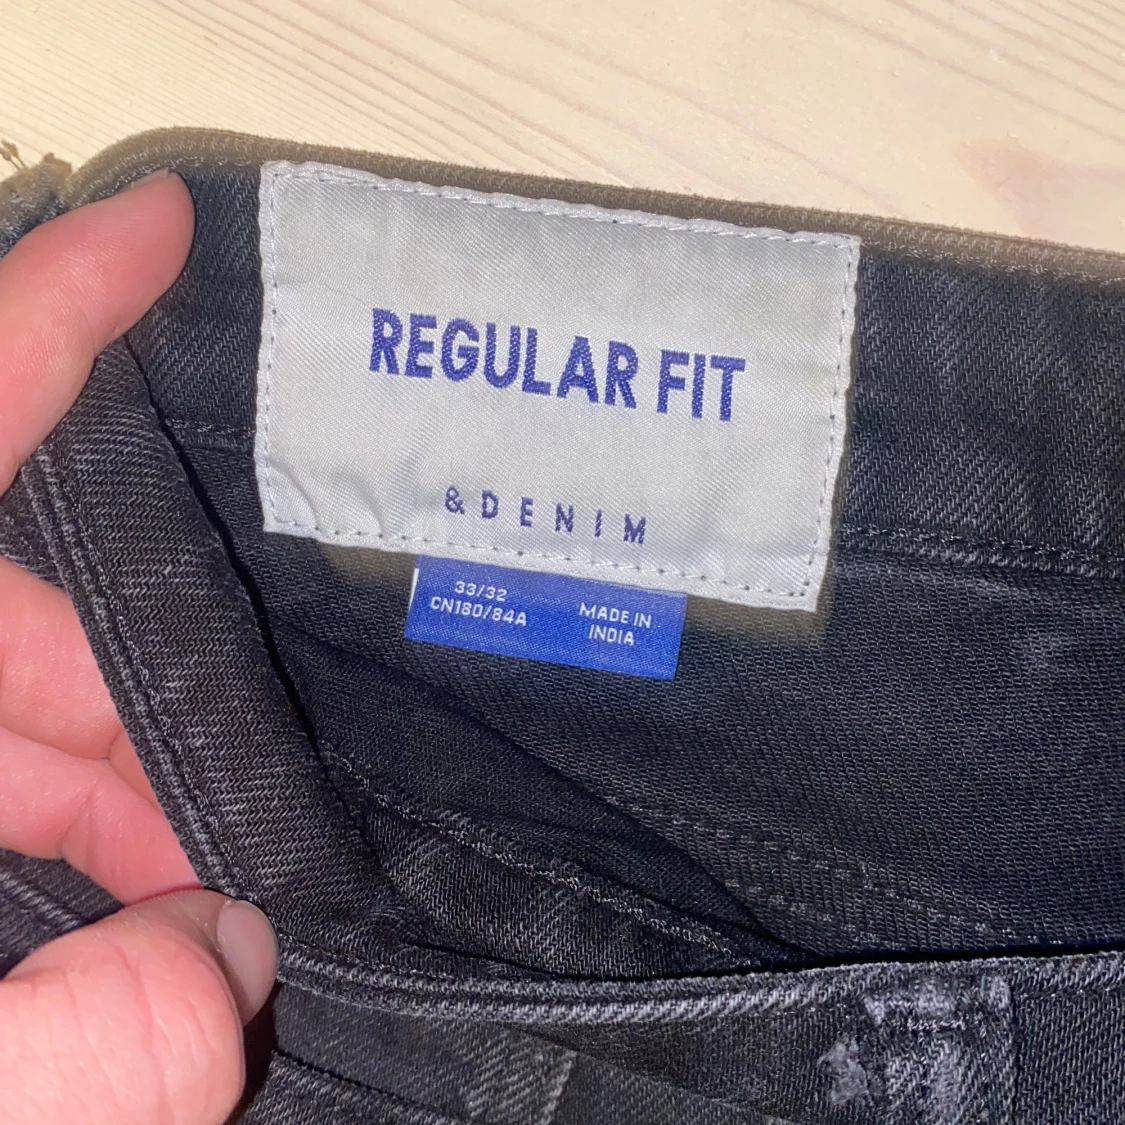 REGULAR FIT
& DENIM
33/32
CN180/84A
MADE IN
INDIA